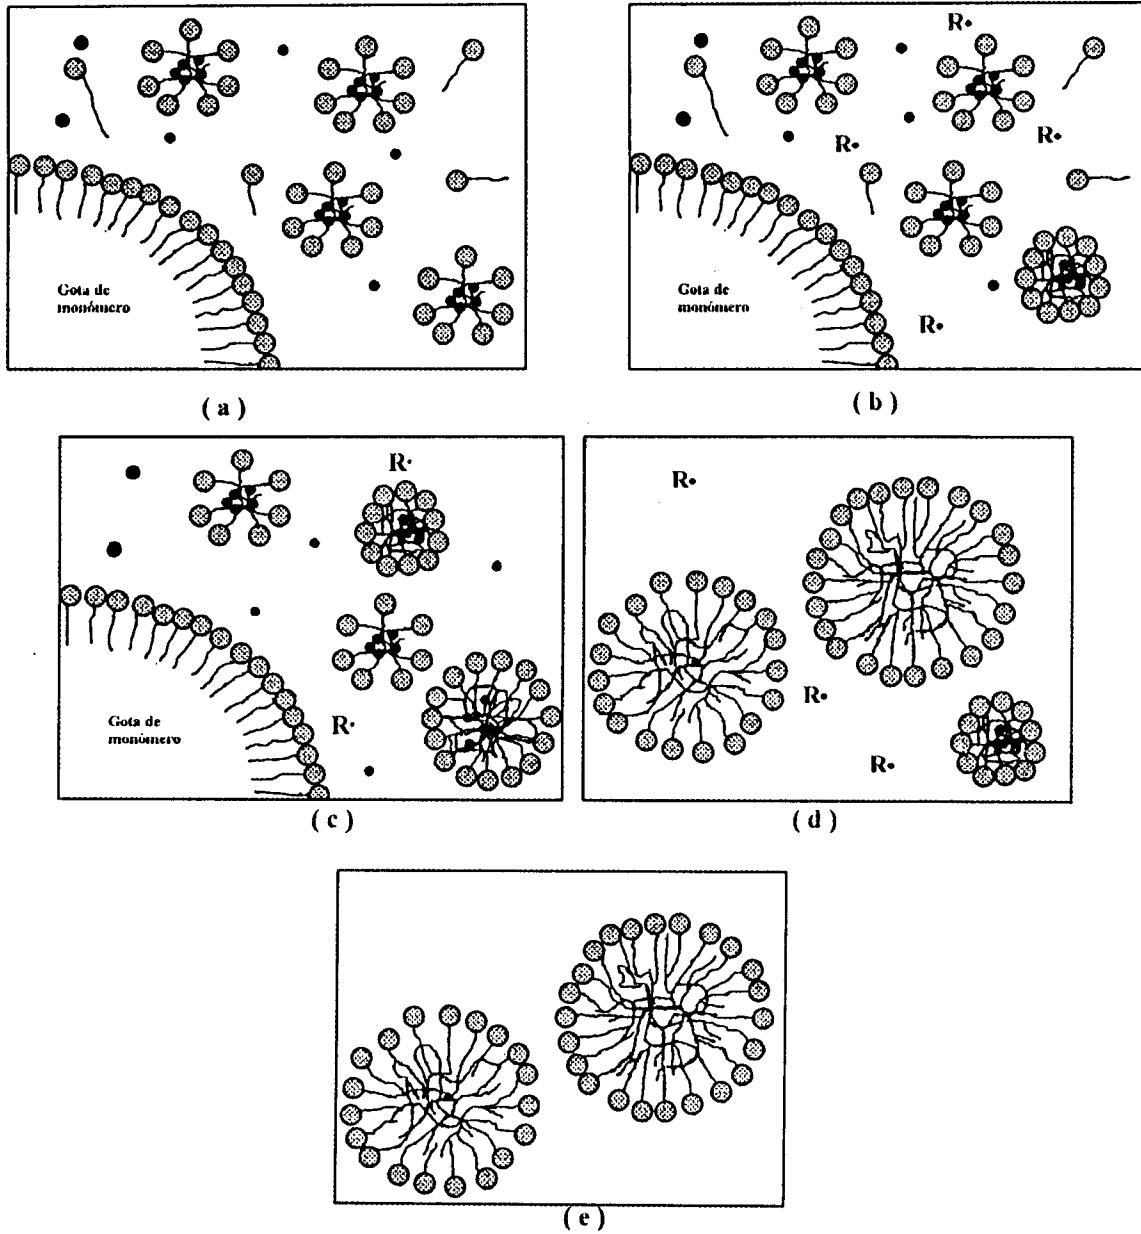 R•
R•
R•
Gota de
monómero
Gota de
monómero
R•
( a )
( b )
R·
R•
Gota de
monómero
R·
R•
R•
( c )
( d )
( e )